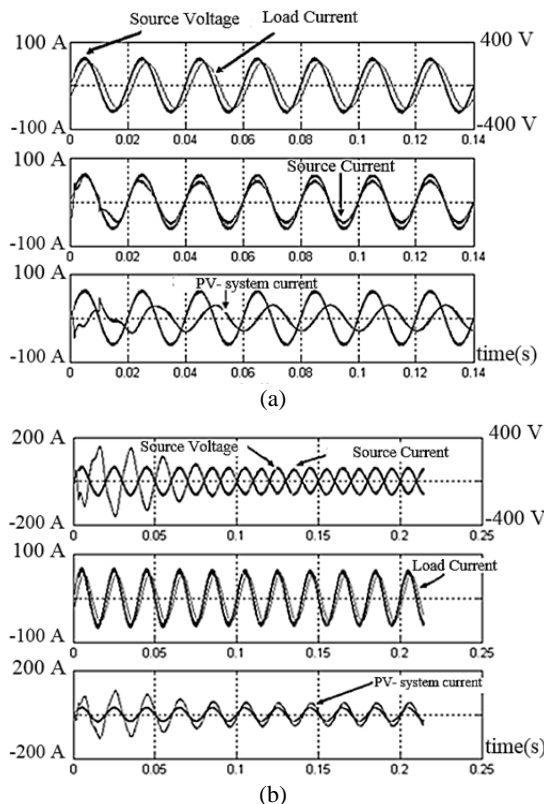 Source Voltage Load Current
100 A 400 V
-100 A -400 V
0 0.02 0.04 0.06 0.08 0.1 0.12 0.14
100 A
Source Current
-100 A
0 0.02 0.04 0.06 0.08 0.1 0.12 0.14
100 A
PV- system current
-100 A time(s)
0 0.02 0.04 0.06 0.08 0.1 0.12 0.14
(a)
200 A 400 V
Source Voltage Source Current
-200 A -400 V
0 0.05 0.1 0.15 0.2 0.25
100 A
Load Current
-100 A
0 0.05 0.1 0.15 0.2 0.25
200 A
PV- system current
-200 A time(s)
0 0.05 0.1 0.15 0.2 0.25
(b)